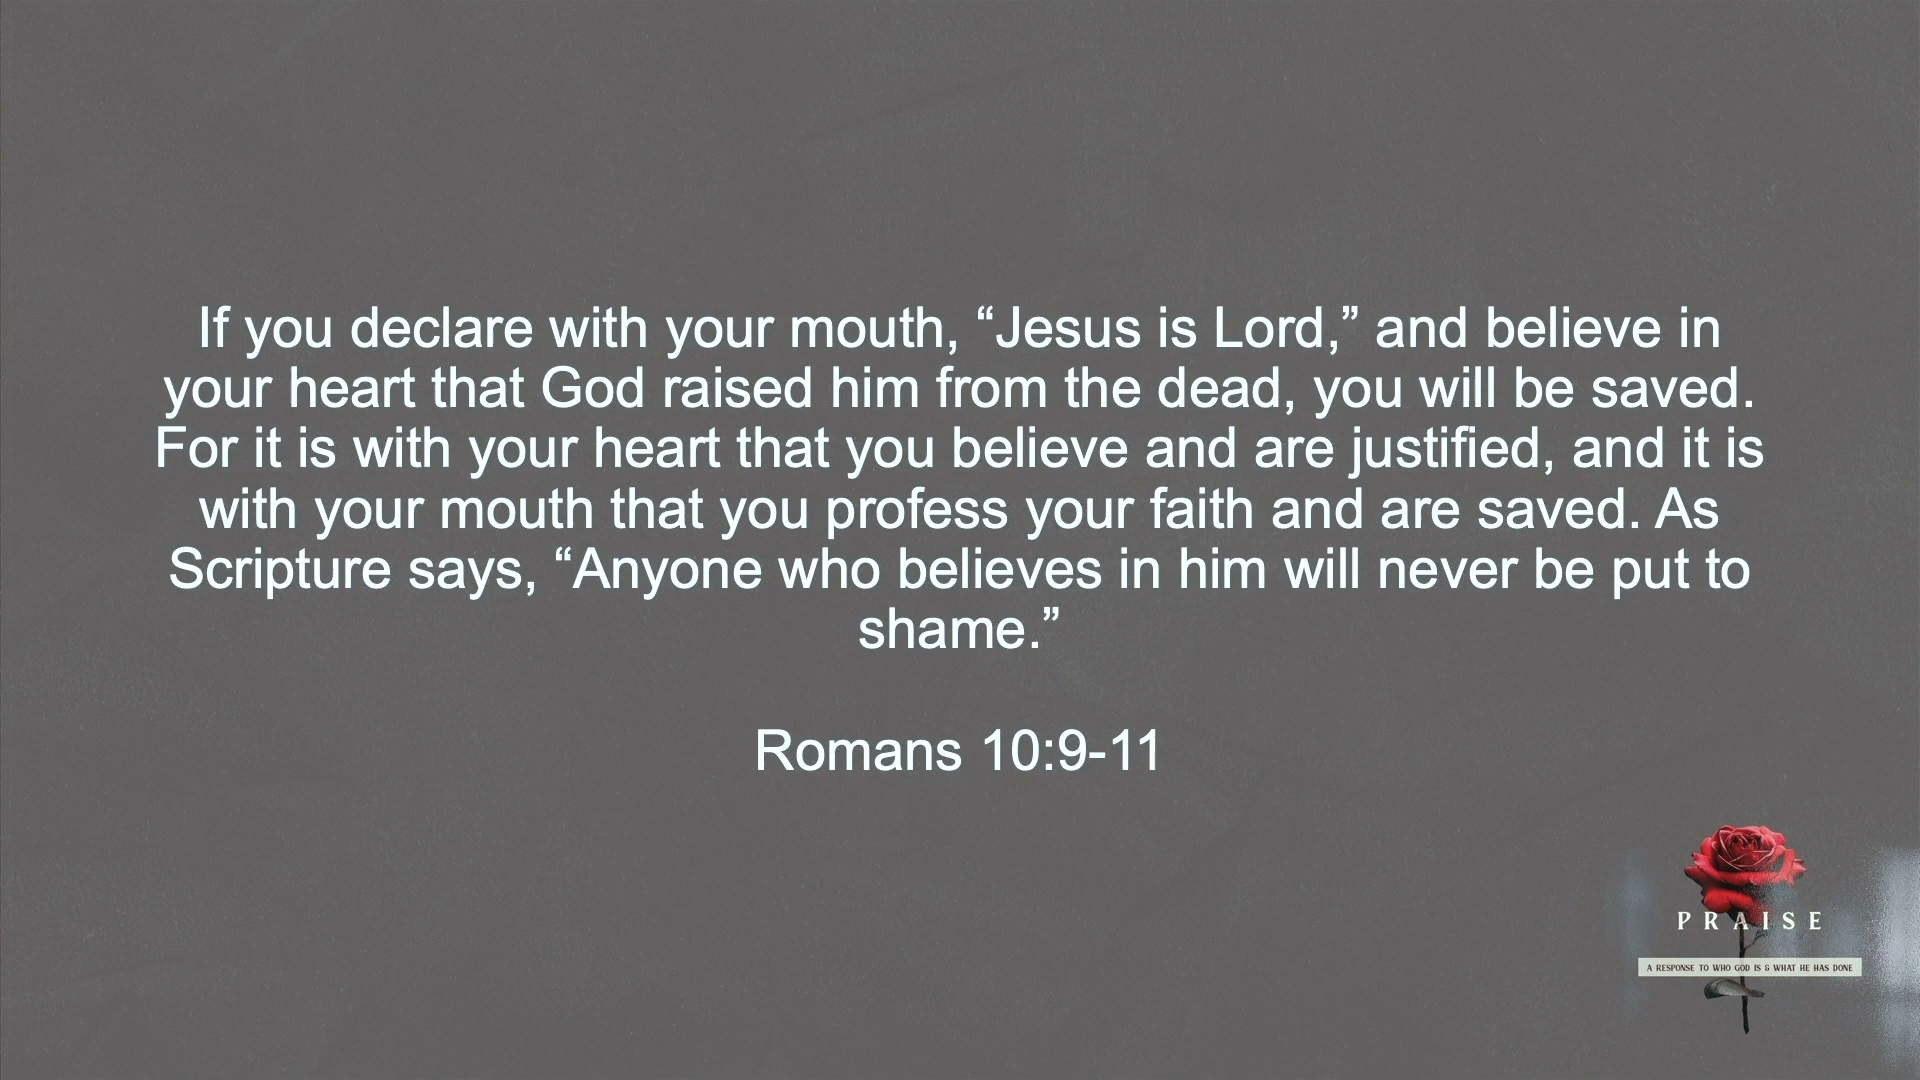 If you declare with your mouth, “Jesus is Lord,” and believe in
your heart that God raised him from the dead, you will be saved.
For it is with your heart that you believe and are justified, and it is
with your mouth that you profess your faith and are saved. As
Scripture says, “Anyone who believes in him will never be put to
shame.”
Romans 10:9-11
PRAISE
A RESPONSE TO WHO GOD IS & WHAT HE HAS DONE